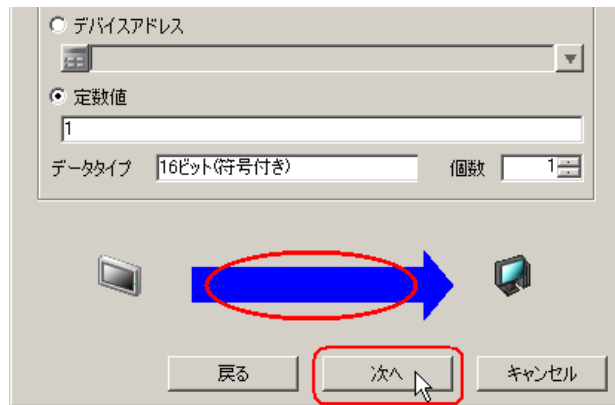 デバイスアドレス
定数値
1
データタイプ 16ビット(符号付き) 個数 1
戻る 次へ キャンセル